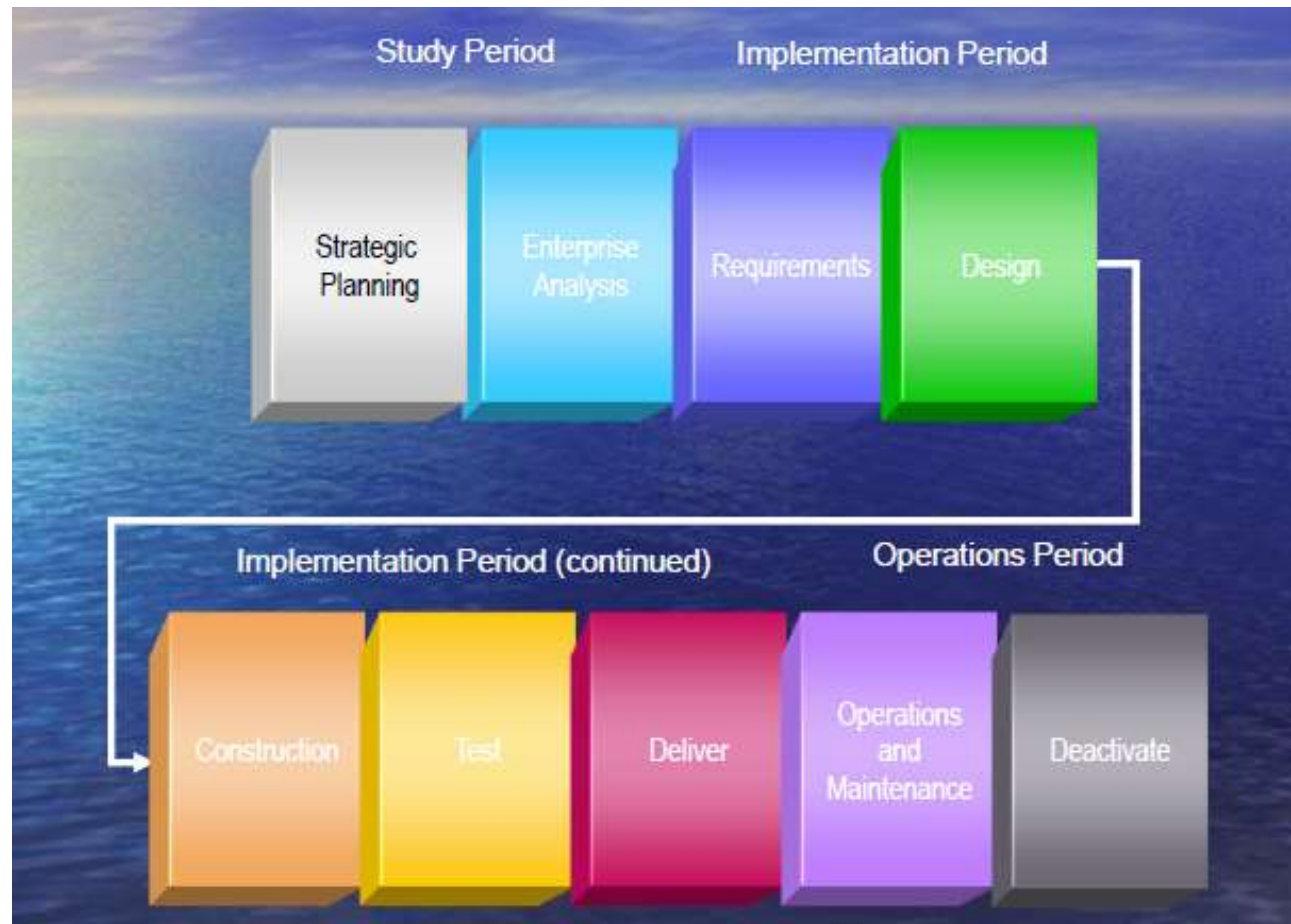 Study Period
Implementation Period
Strategic
Planning
Enterprise
Analysis
Requirements
Design
Implementation Period (continued)
Operations Period
Construction
Test
Deliver
Operations
and
Maintenance
Deactivate